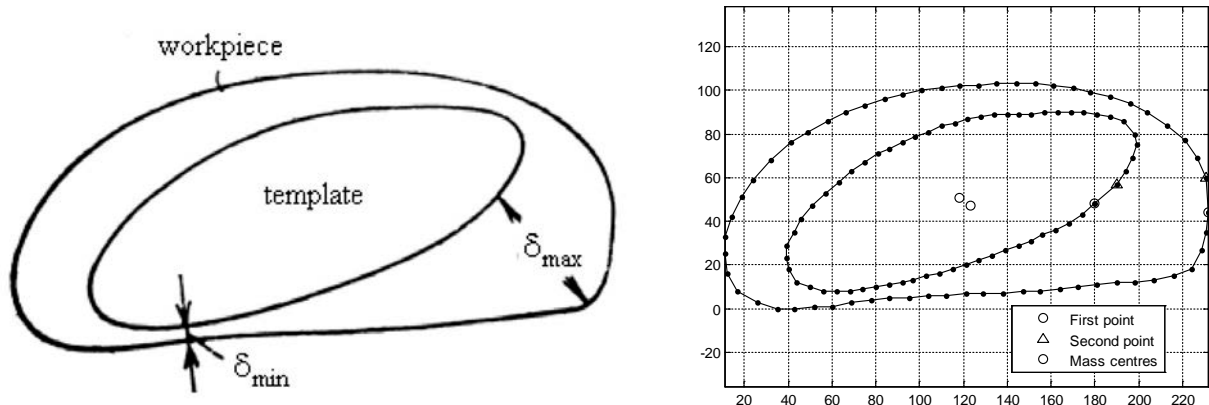 workpiece
template
δmax
δmin
120
100
80
60
40
20
0
-20
20 40 60 80 100 120 140 160 180 200 220
First point
Second point
Mass centres